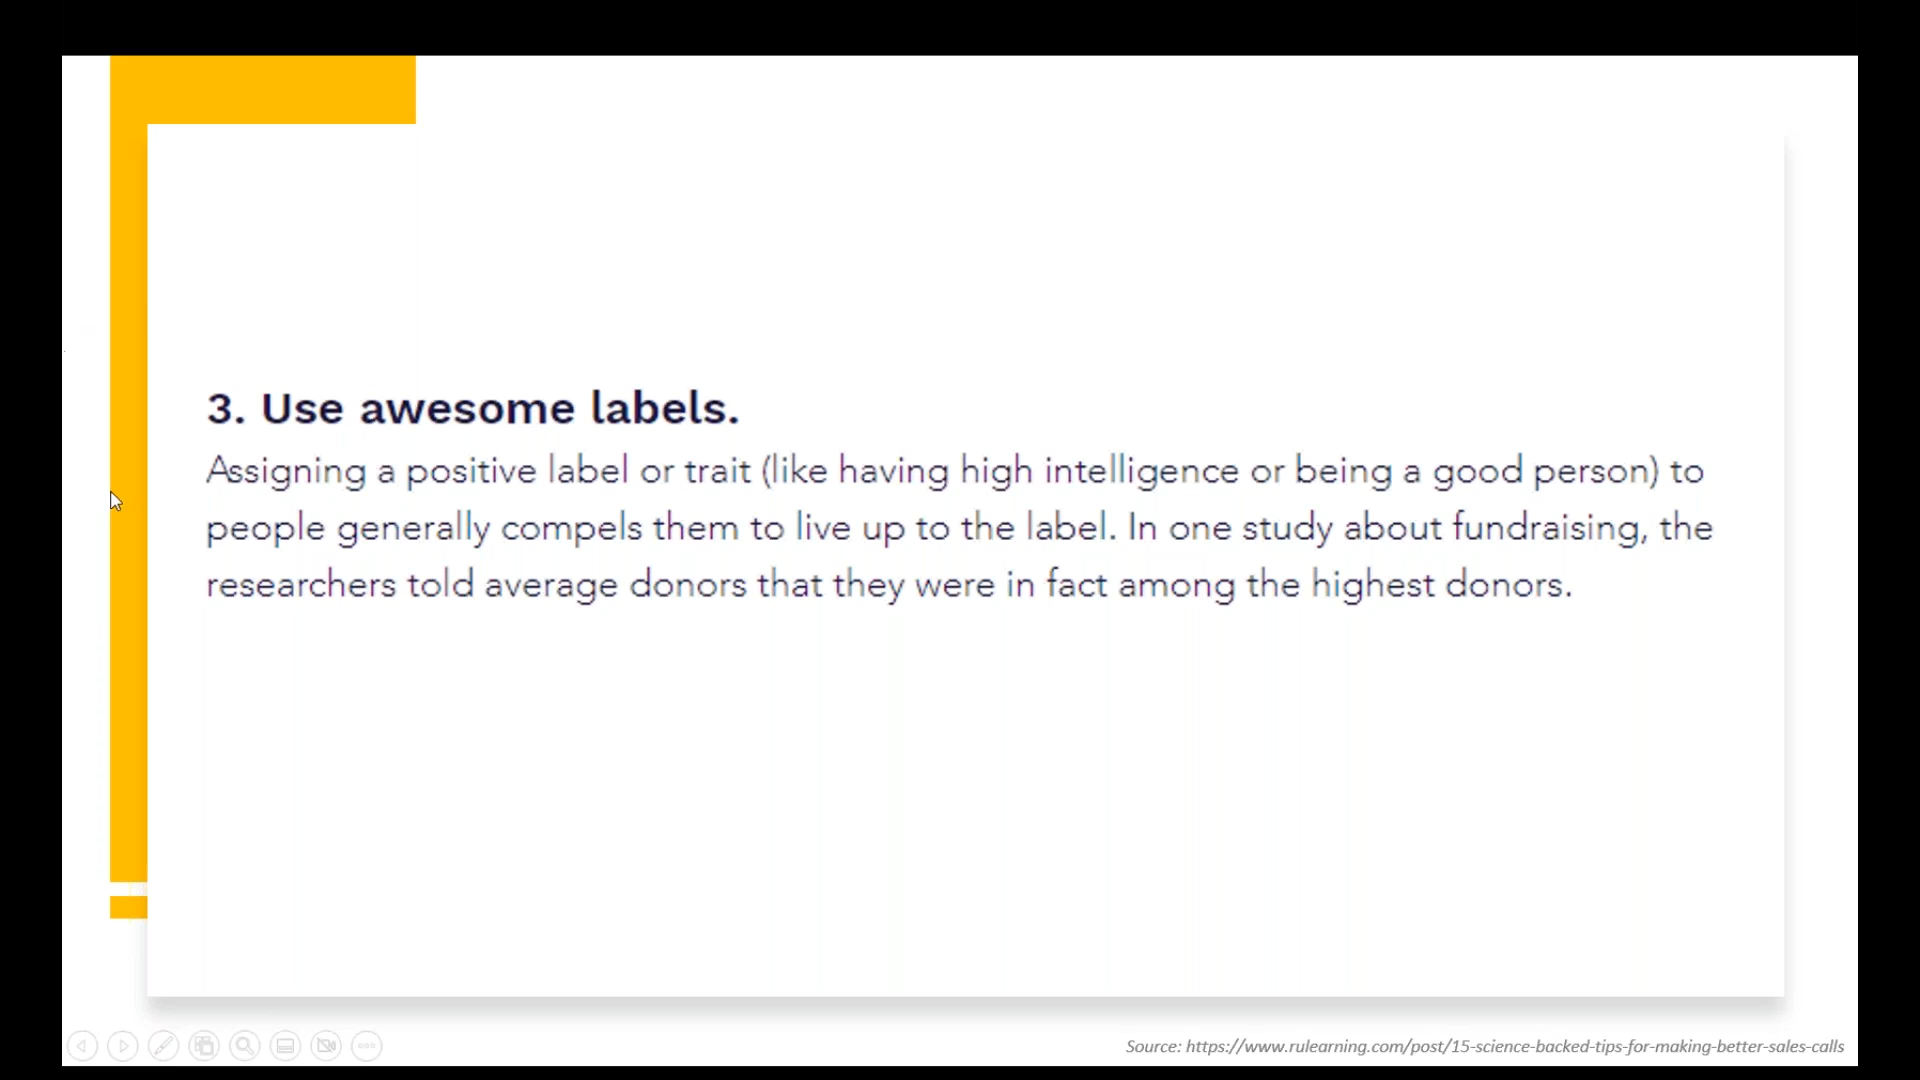 3. Use awesome labels.
Assigning a positive label or trait (like having high intelligence or being a good person) to
people generally compels them to live up to the label. In one study about fundraising, the
researchers told average donors that they were in fact among the highest donors.
Source: https://www.rulearning.com/post/15-science-backed-tips-for-making-better-sales-calls